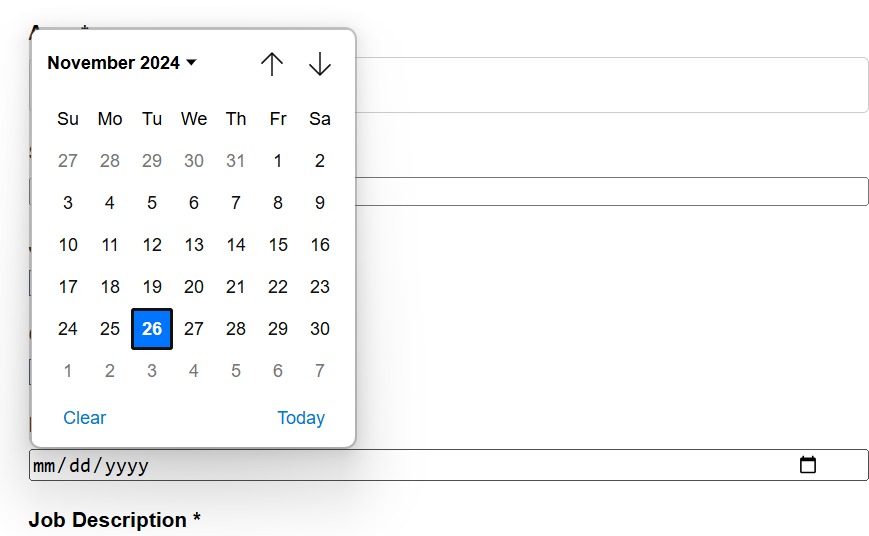 November 2024
Su Mo Tu We Th Fr Sa
27 28 29 30 31 1 2
3 4 5 6 7 8 9
10 11 12 13 14 15 16
17 18 19 20 21 22 23
24 25 26 27 28 29 30
1 2 3 4 5 6 7
Clear Today
mm/dd/yyyy
Job Description *